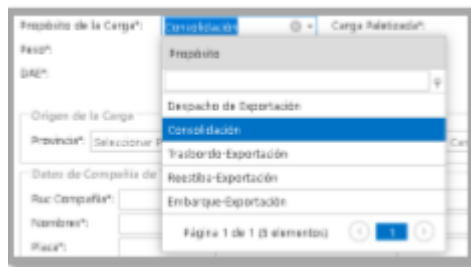 Propósito de la Carga*: Consolidación Carga Paletizada*:
Peso*:
DAE*:
Propósito
Despacho de Exportación
Consolidación
Trasbordo-Exportación
Reestiba-Exportación
Embarque-Exportación
Página 1 de 1 (5 elementos) 1
Origen de la Carga
Provincia*: Seleccionar
Datos de Compañía de
Ruc Compañía*:
Nombres*:
Placa*: